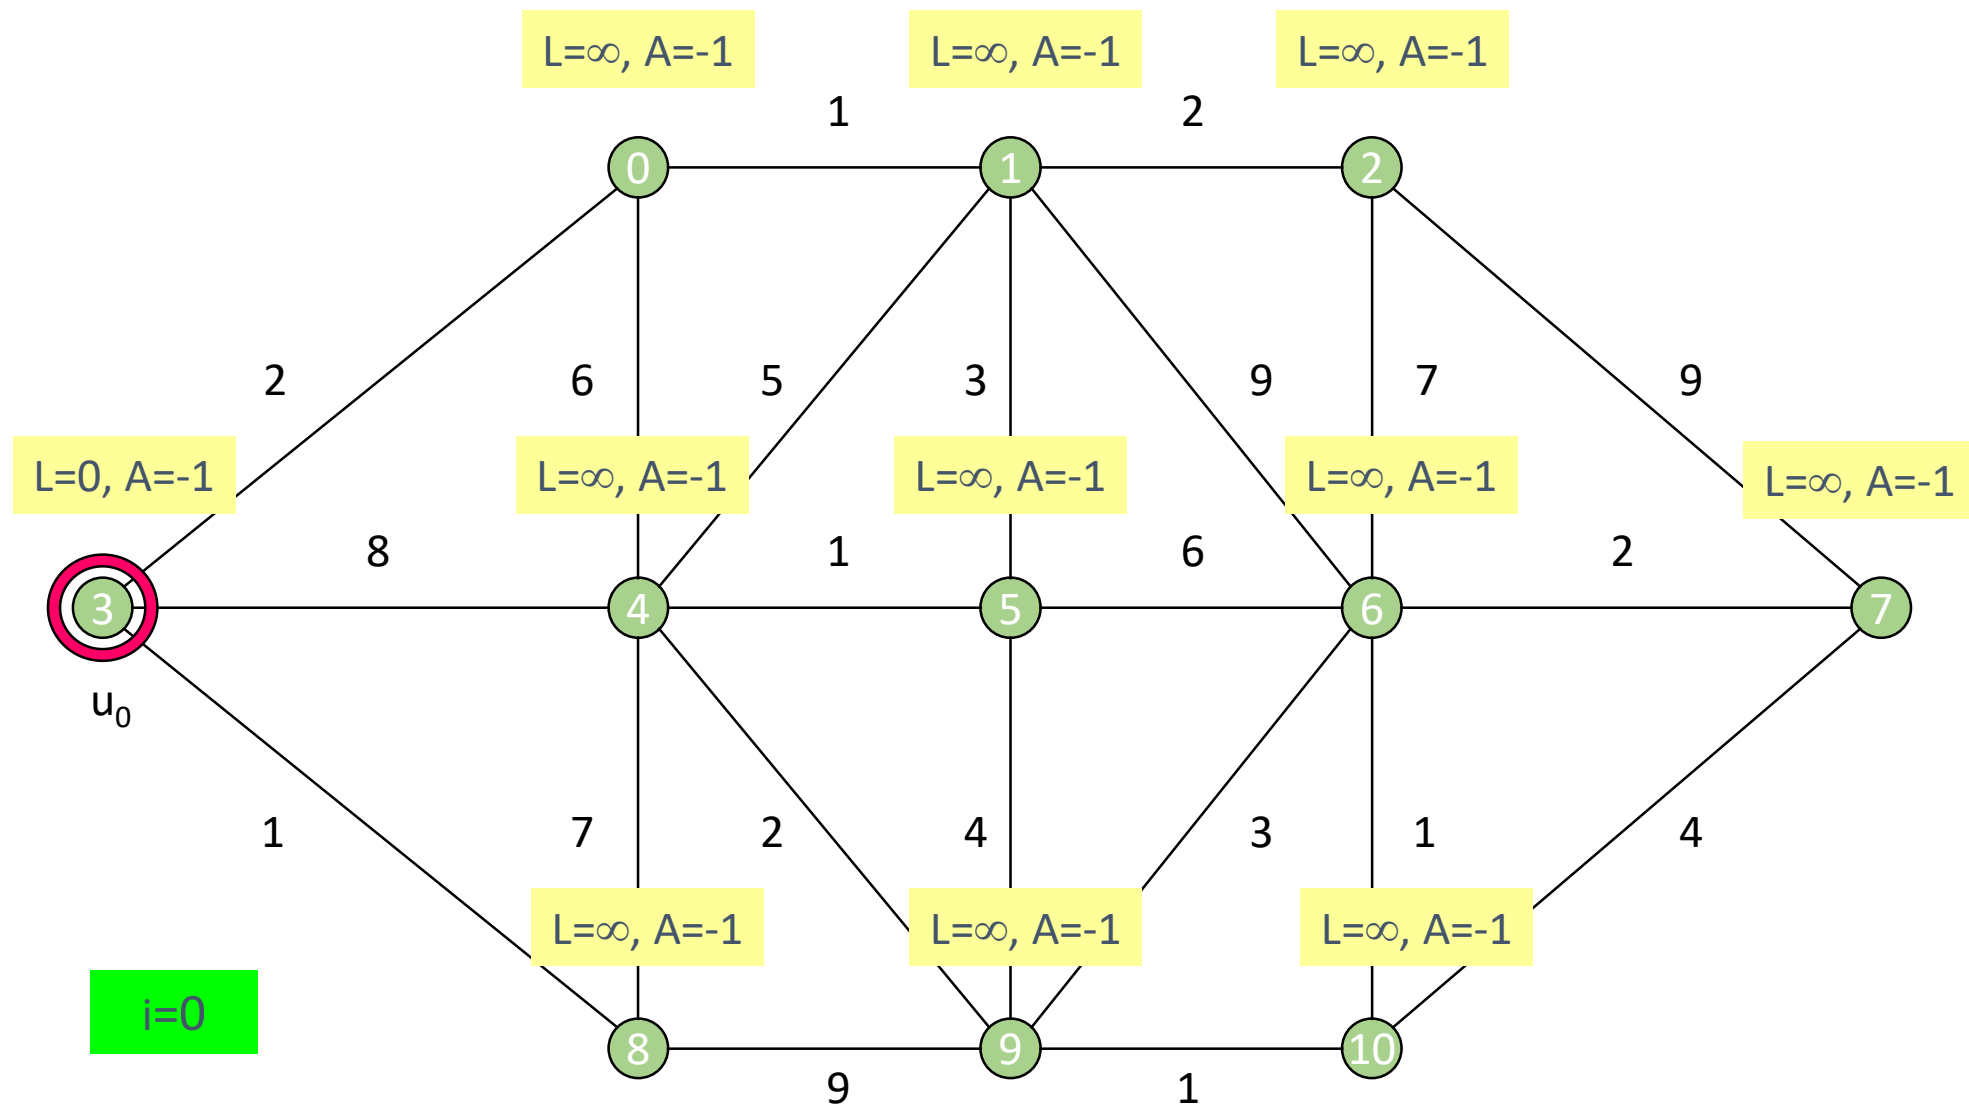 L=∞, A=-1
L=∞, A=-1
L=∞, A=-1
1
2
0
1
2
2
6
5
3
9
7
9
L=0, A=-1
L=∞, A=-1
L=∞, A=-1
L=∞, A=-1
L=∞, A=-1
8
1
6
2
3
4
5
6
7
u₀
1
7
2
4
3
1
4
L=∞, A=-1
L=∞, A=-1
L=∞, A=-1
i=0
8
9
10
9
1